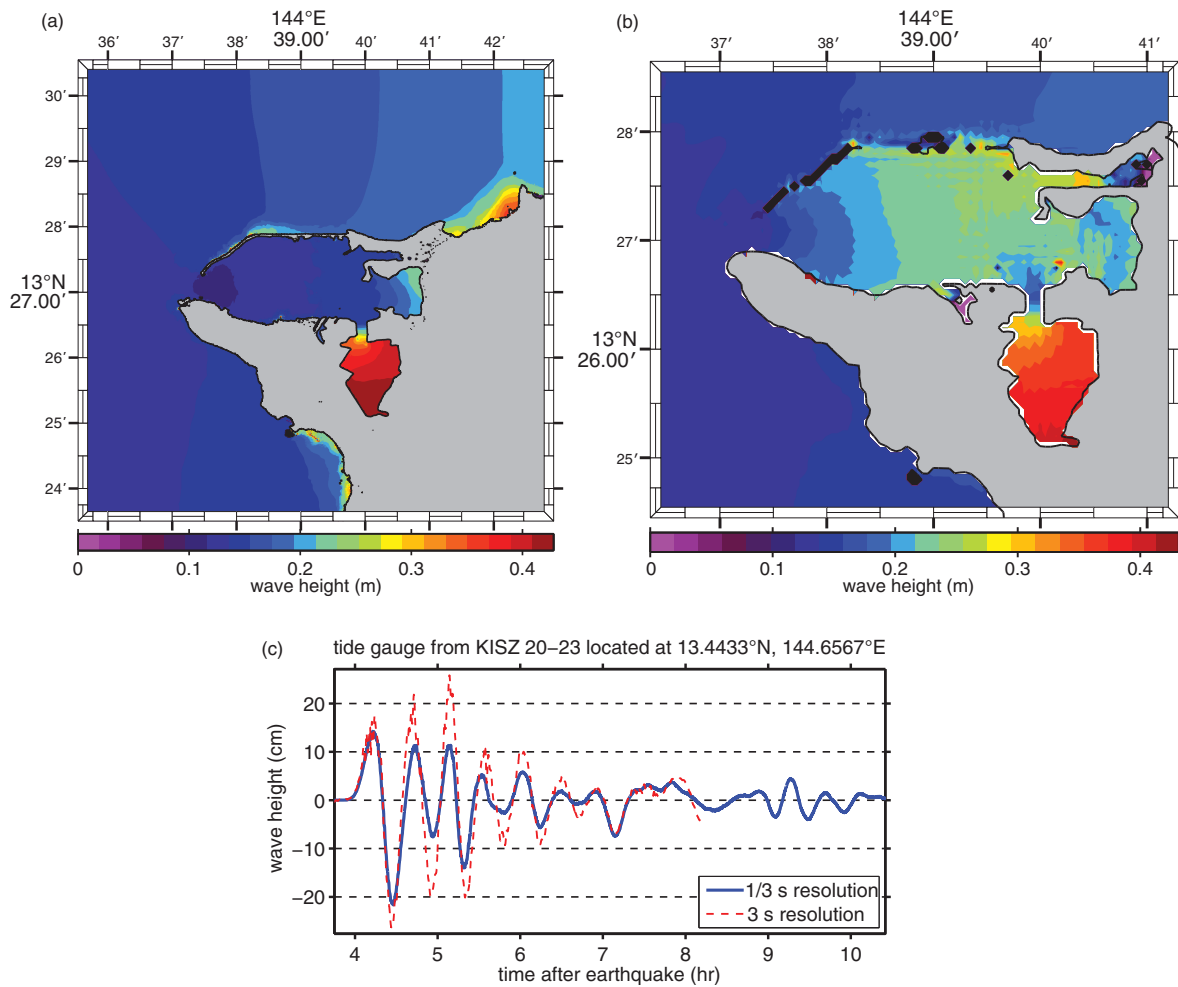 (a)
144°E
39.00′
36′ 37′ 38′ 40′ 41′ 42′
30′
29′
28′
13°N
27.00′
26′
25′
24′
0 0.1 0.2 0.3 0.4
wave height (m)
(b)
144°E
39.00′
37′ 38′ 40′ 41′
28′
27′
13°N
26.00′
25′
0 0.1 0.2 0.3 0.4
wave height (m)
(c) tide gauge from KISZ 20–23 located at 13.4433°N, 144.6567°E
wave height (cm)
20
10
0
−10
−20
1/3 s resolution
3 s resolution
4 5 6 7 8 9 10
time after earthquake (hr)